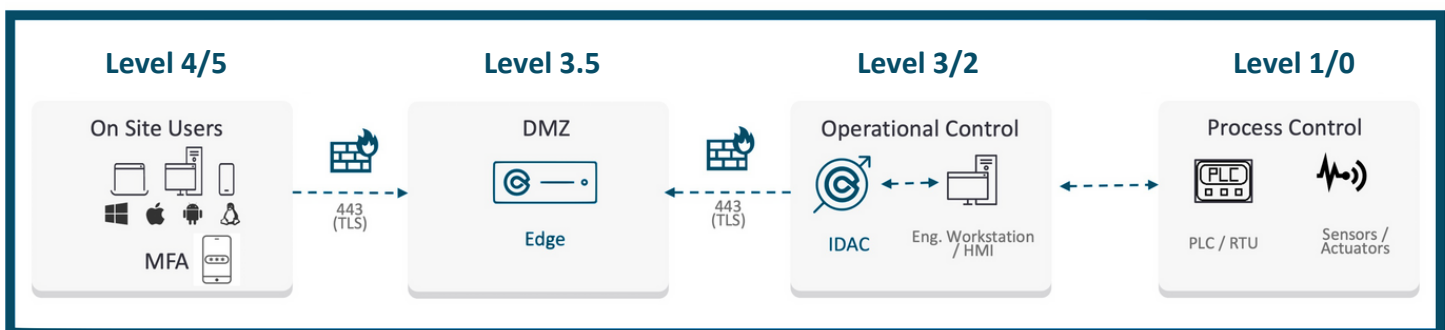 Level 4/5
Level 3.5
Level 3/2
Level 1/0
On Site Users
MFA
443
(TLS)
DMZ
Edge
443
(TLS)
Operational Control
IDAC
Eng. Workstation
/ HMI
Process Control
PLC
PLC / RTU
Sensors /
Actuators